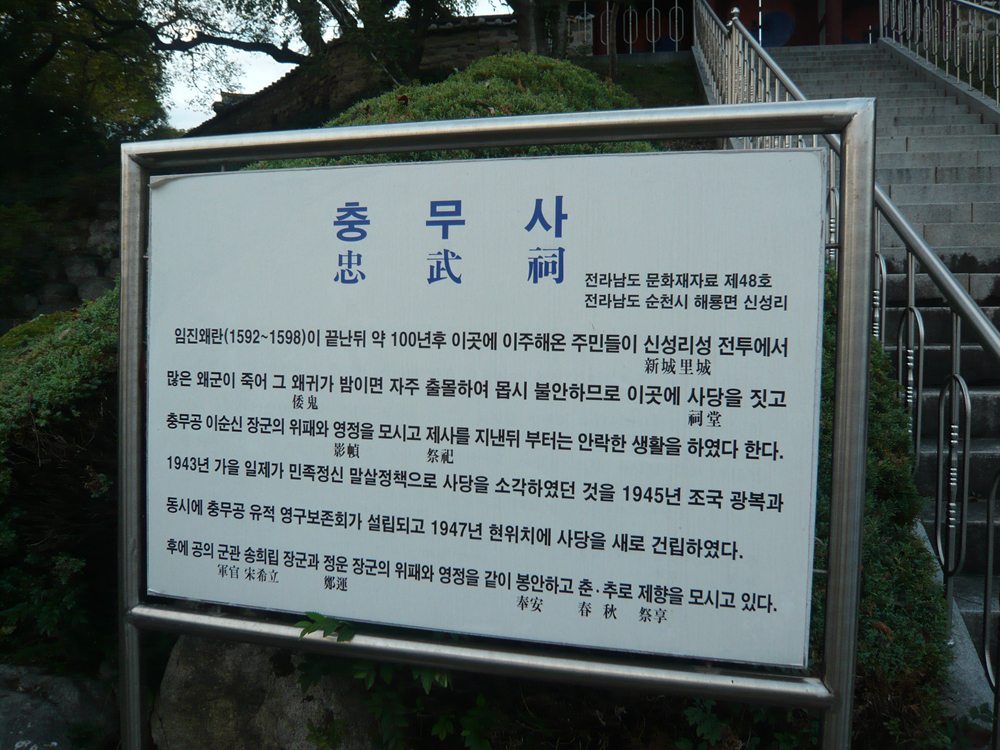 충 무 사
忠 武 祠
전라남도 문화재자료 제48호
전라남도 순천시 해룡면 신성리
임진왜란(1592~1598)이 끝난뒤 약 100년후 이곳에 이주해온 주민들이 신성리성 전투에서
新城里城
많은 왜군이 죽어 그 왜귀가 밤이면 자주 출몰하여 몹시 불안하므로 이곳에 사당을 짓고
倭鬼 祠堂
충무공 이순신 장군의 위패와 영정을 모시고 제사를 지낸뒤 부터는 안락한 생활을 하였다 한다.
影幀 祭祀
1943년 가을 일제가 민족정신 말살정책으로 사당을 소각하였던 것을 1945년 조국 광복과
동시에 충무공 유적 영구보존회가 설립되고 1947년 현위치에 사당을 새로 건립하였다.
후에 공의 군관 송희립 장군과 정운 장군의 위패와 영정을 같이 봉안하고 춘·추로 제향을 모시고 있다.
軍官 宋希立 鄭運 奉安 春 秋 祭享